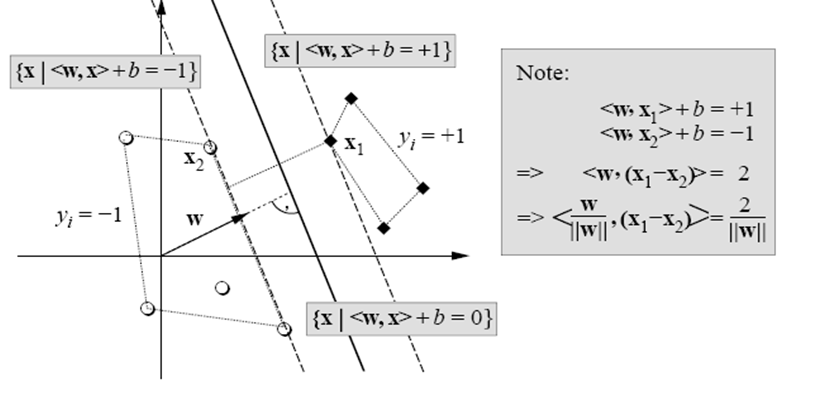 {x | <w, x> + b = −1}
{x | <w, x> + b = +1}
x₂
x₁
yᵢ = +1
yᵢ = −1
w
{x | <w, x> + b = 0}
Note:
<w, x₁> + b = +1
<w, x₂> + b = −1
=> <w, (x₁−x₂)> = 2
=> <w/||w||, (x₁−x₂)> = 2/||w||